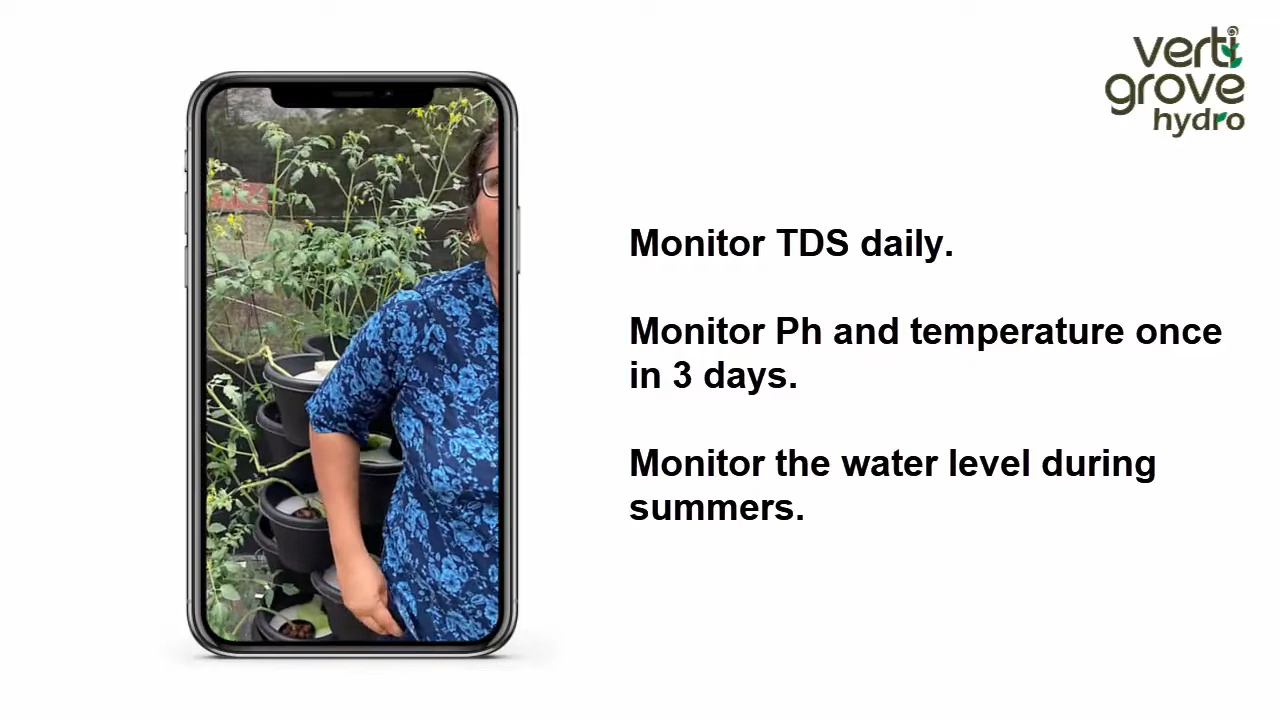 verti
grove
hydro
Monitor TDS daily.
Monitor Ph and temperature once
in 3 days.
Monitor the water level during
summers.